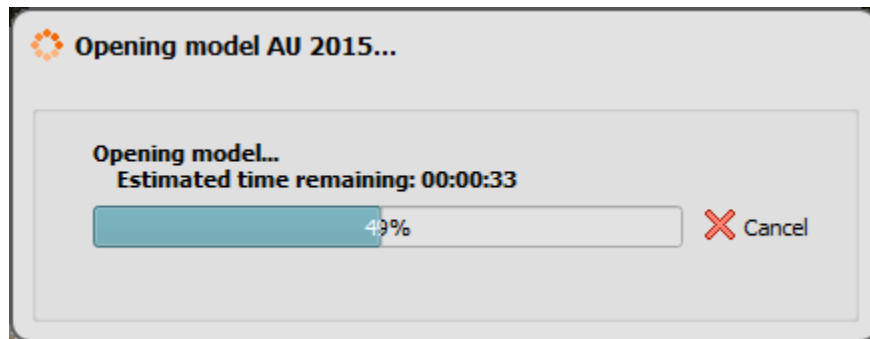 Opening model AU 2015...
Opening model...
Estimated time remaining: 00:00:33
49%
Cancel